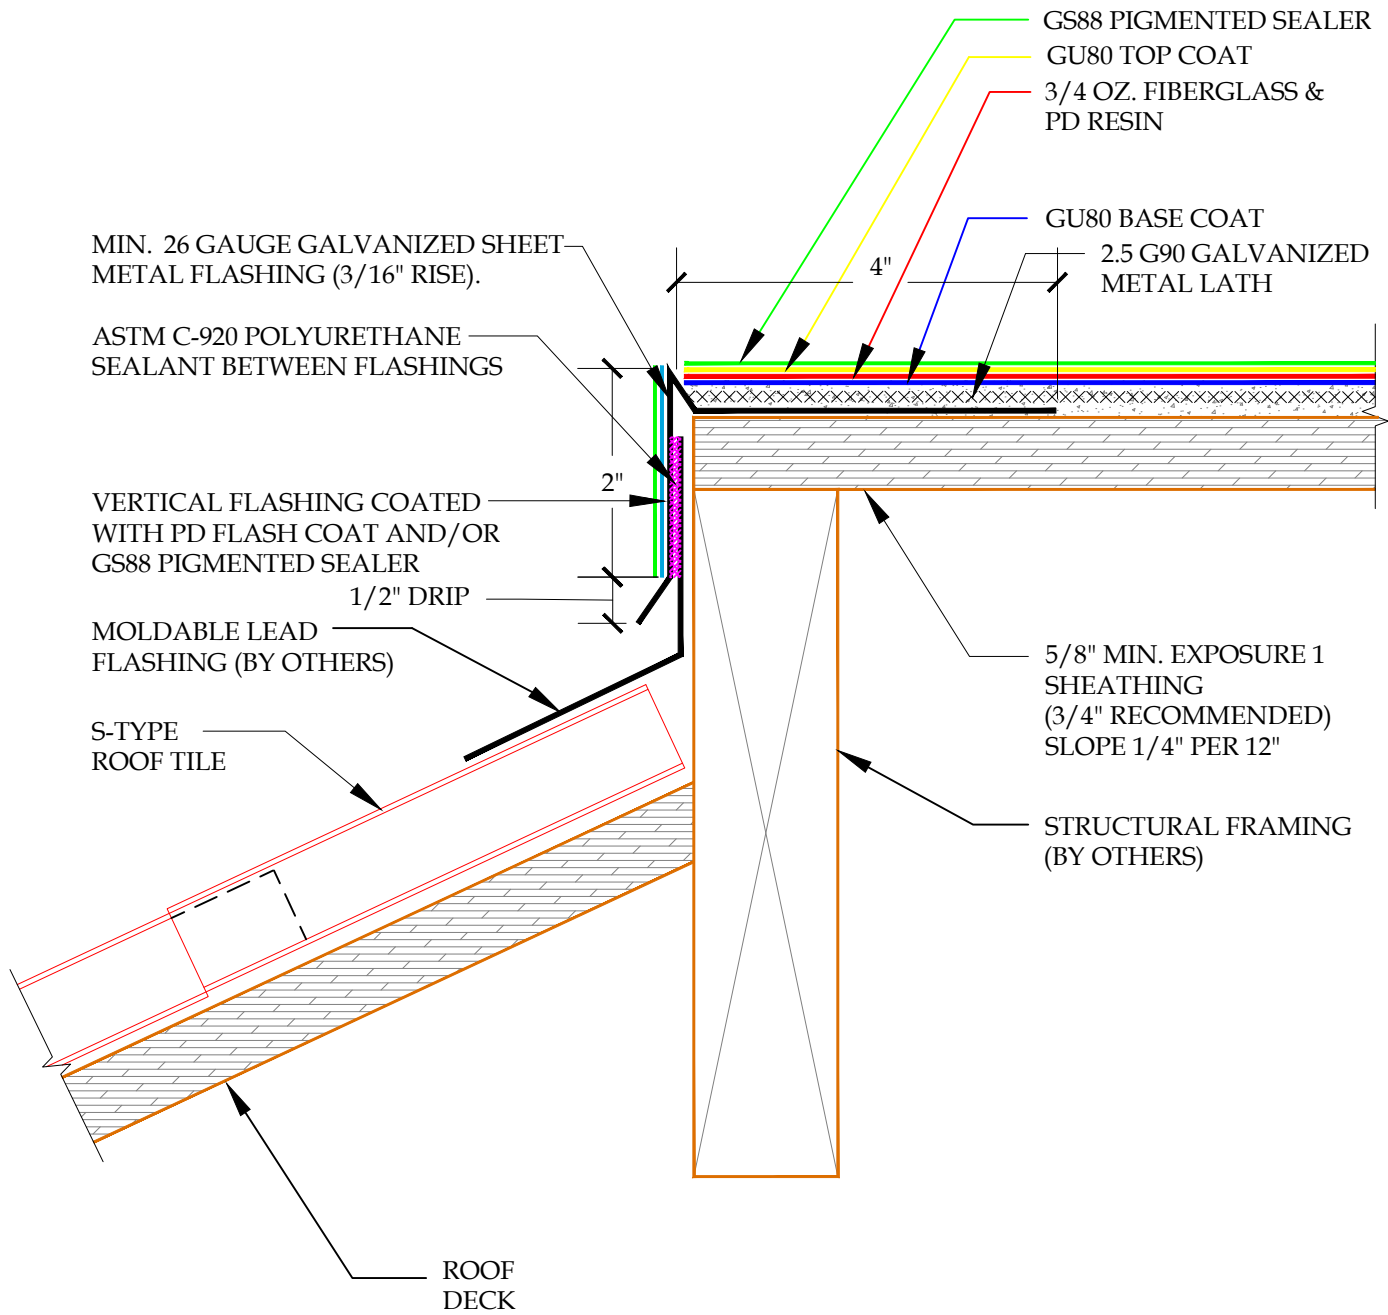 GS88 PIGMENTED SEALER
GU80 TOP COAT
3/4 OZ. FIBERGLASS &
PD RESIN
GU80 BASE COAT
2.5 G90 GALVANIZED
METAL LATH
4"
MIN. 26 GAUGE GALVANIZED SHEET
METAL FLASHING (3/16" RISE).
ASTM C-920 POLYURETHANE
SEALANT BETWEEN FLASHINGS
2"
VERTICAL FLASHING COATED
WITH PD FLASH COAT AND/OR
GS88 PIGMENTED SEALER
1/2" DRIP
MOLDABLE LEAD
FLASHING (BY OTHERS)
S-TYPE
ROOF TILE
5/8" MIN. EXPOSURE 1
SHEATHING
(3/4" RECOMMENDED)
SLOPE 1/4" PER 12"
STRUCTURAL FRAMING
(BY OTHERS)
ROOF
DECK